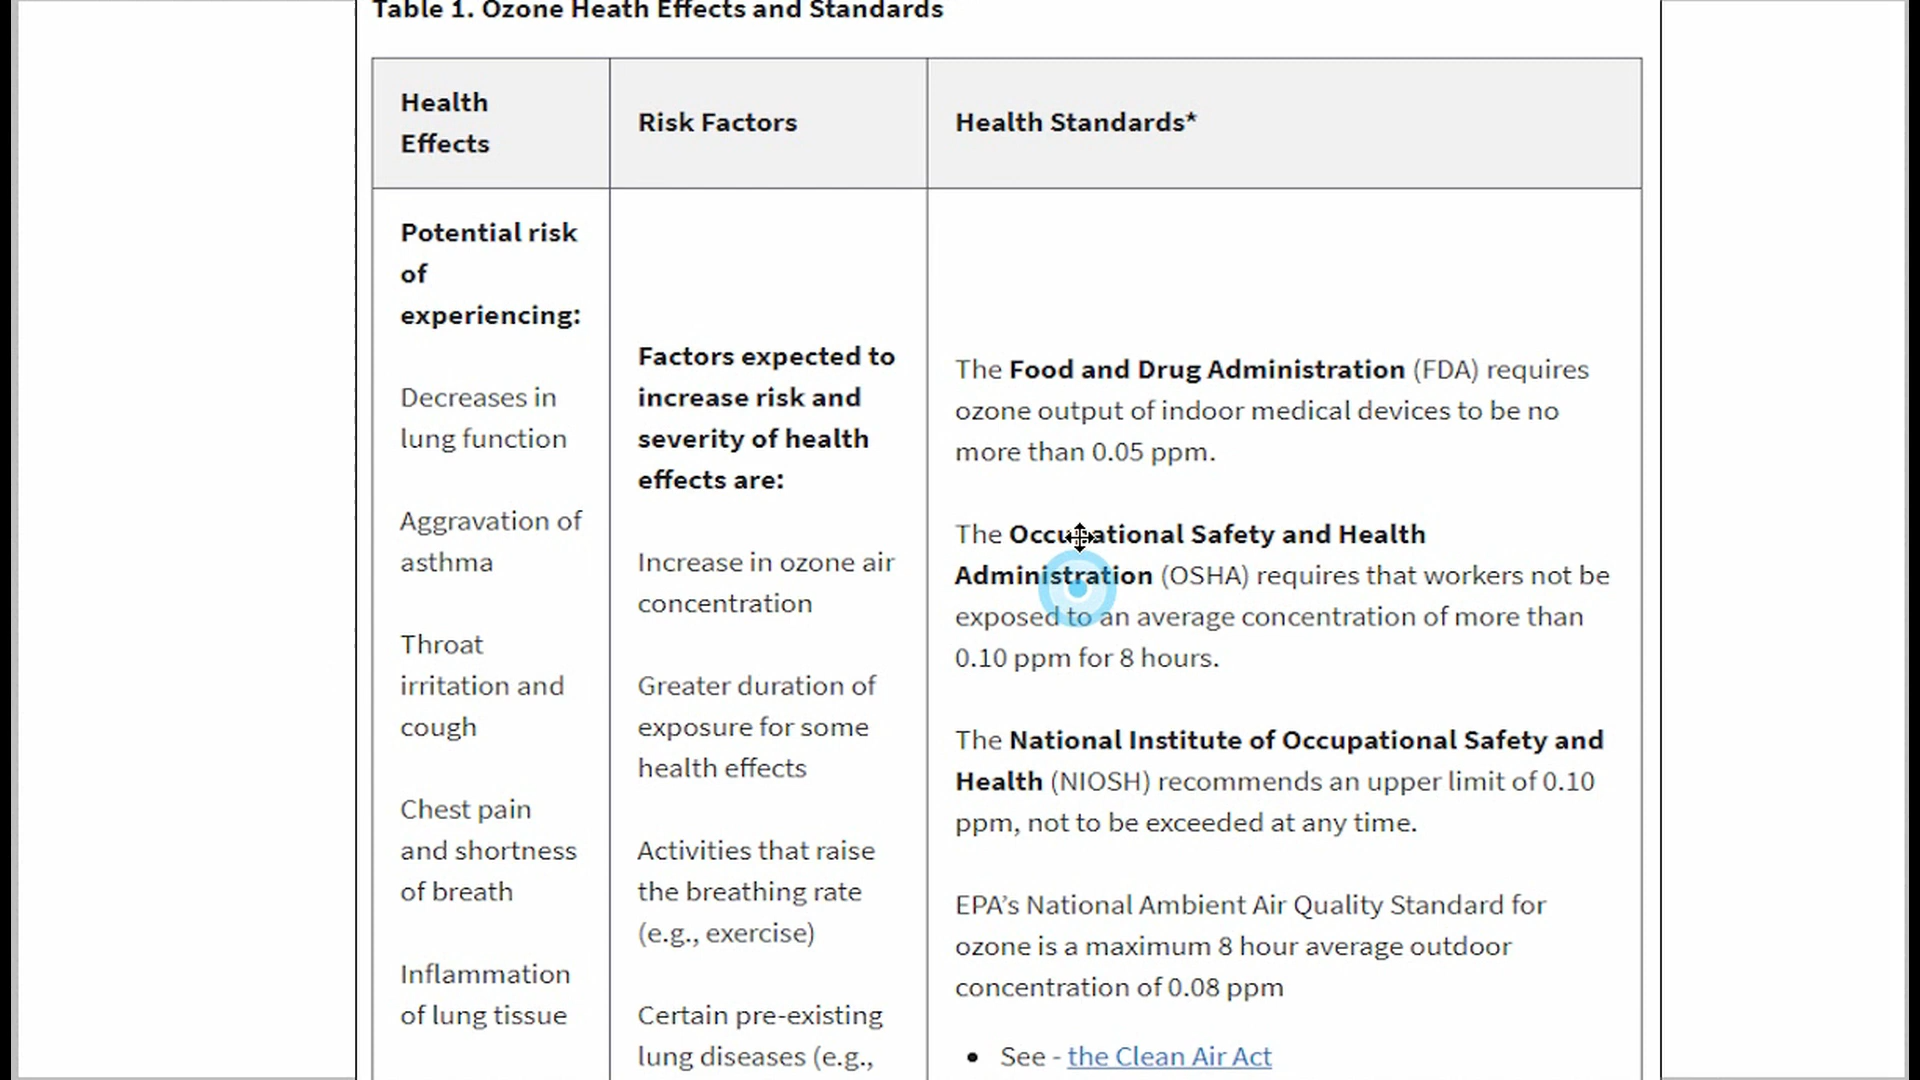 Table 1. Ozone Heath Effects and Standards
Health
Effects
Risk Factors
Health Standards*
Potential risk
of
experiencing:
Decreases in
lung function
Aggravation of
asthma
Throat
irritation and
cough
Chest pain
and shortness
of breath
Inflammation
of lung tissue
Factors expected to
increase risk and
severity of health
effects are:
Increase in ozone air
concentration
Greater duration of
exposure for some
health effects
Activities that raise
the breathing rate
(e.g., exercise)
Certain pre-existing
lung diseases (e.g.,
The Food and Drug Administration (FDA) requires
ozone output of indoor medical devices to be no
more than 0.05 ppm.
The Occupational Safety and Health
Administration (OSHA) requires that workers not be
exposed to an average concentration of more than
0.10 ppm for 8 hours.
The National Institute of Occupational Safety and
Health (NIOSH) recommends an upper limit of 0.10
ppm, not to be exceeded at any time.
EPA’s National Ambient Air Quality Standard for
ozone is a maximum 8 hour average outdoor
concentration of 0.08 ppm
• See - the Clean Air Act